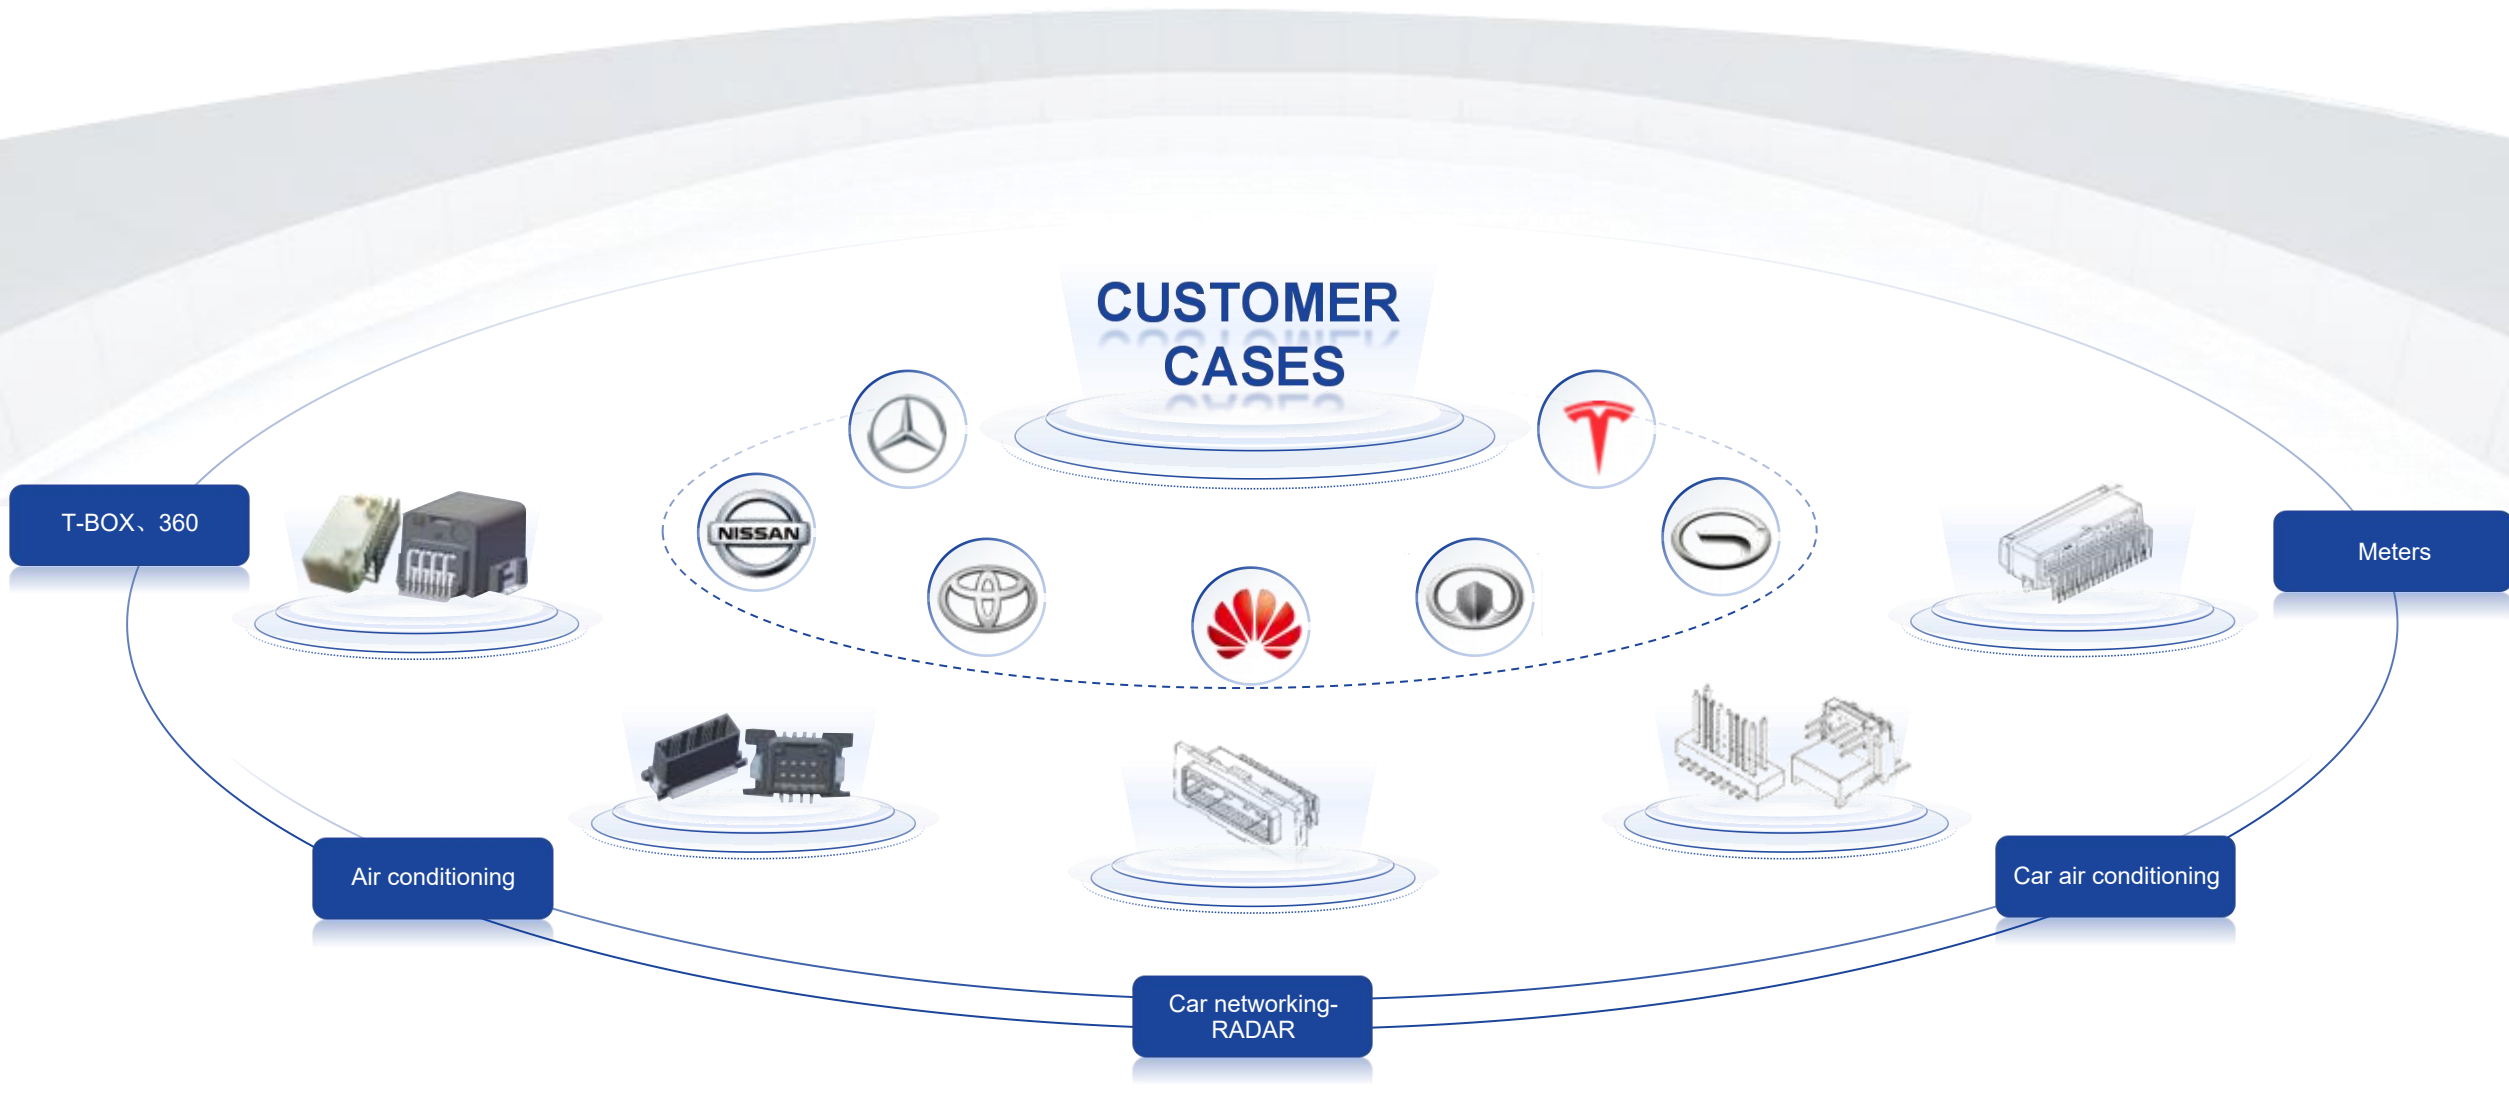 CUSTOMER
CASES
NISSAN
T-BOX、360
Meters
Air conditioning
Car air conditioning
Car networking-
RADAR